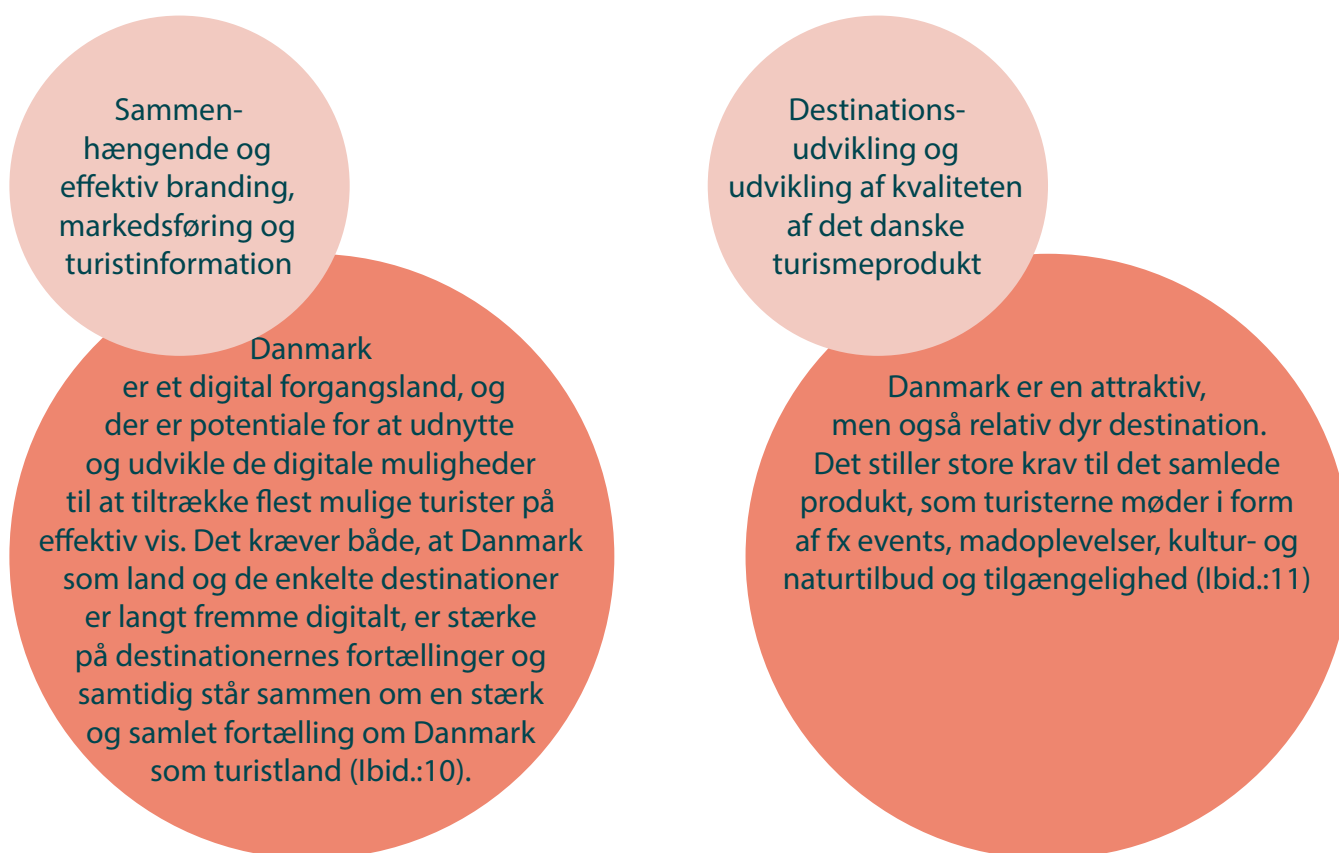 Sammen-
hængende og
effektiv branding,
markedsføring og
turistinformation
Danmark
er et digital forgangsland, og
der er potentiale for at udnytte
og udvikle de digitale muligheder
til at tiltrække flest mulige turister på
effektiv vis. Det kræver både, at Danmark
som land og de enkelte destinationer
er langt fremme digitalt, er stærke
på destinationernes fortællinger og
samtidig står sammen om en stærk
og samlet fortælling om Danmark
som turistland (Ibid.:10).
Destinations-
udvikling og
udvikling af kvaliteten
af det danske
turismeprodukt
Danmark er en attraktiv,
men også relativ dyr destination.
Det stiller store krav til det samlede
produkt, som turisterne møder i form
af fx events, madoplevelser, kultur- og
naturtilbud og tilgængelighed (Ibid.:11)